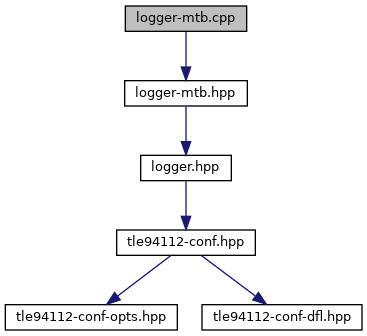 logger-mtb.cpp
logger-mtb.hpp
logger.hpp
tle94112-conf.hpp
tle94112-conf-opts.hpp
tle94112-conf-dfl.hpp